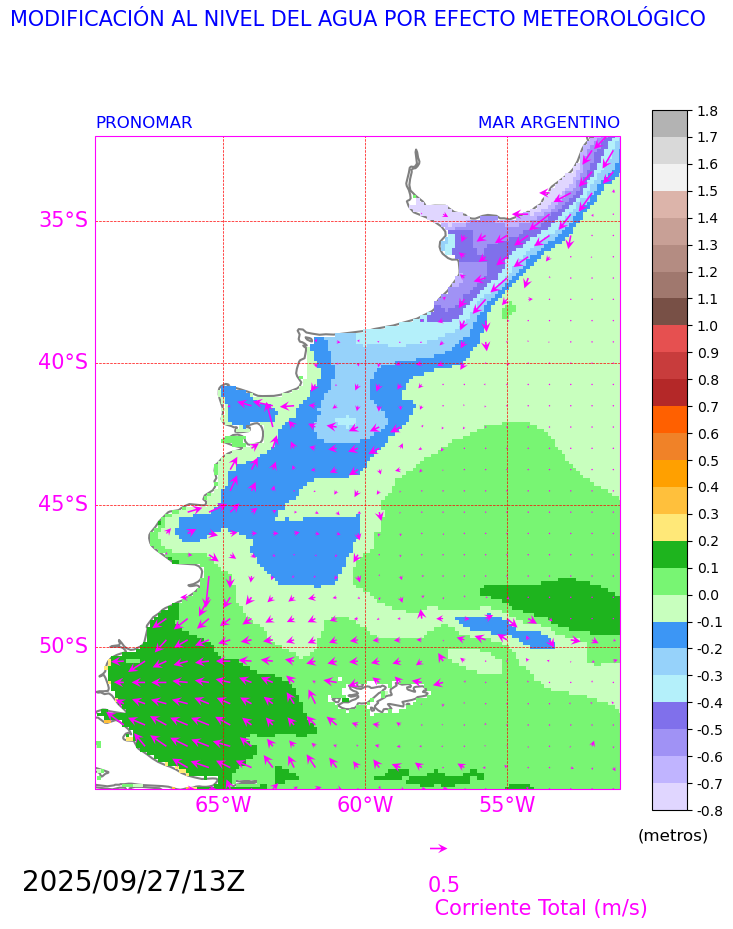 MODIFICACIÓN AL NIVEL DEL AGUA POR EFECTO METEOROLÓGICO
PRONOMAR MAR ARGENTINO
35°S
40°S
45°S
50°S
65°W 60°W 55°W
1.8
1.7
1.6
1.5
1.4
1.3
1.2
1.1
1.0
0.9
0.8
0.7
0.6
0.5
0.4
0.3
0.2
0.1
0.0
-0.1
-0.2
-0.3
-0.4
-0.5
-0.6
-0.7
-0.8
(metros)
2025/09/27/13Z
0.5
Corriente Total (m/s)